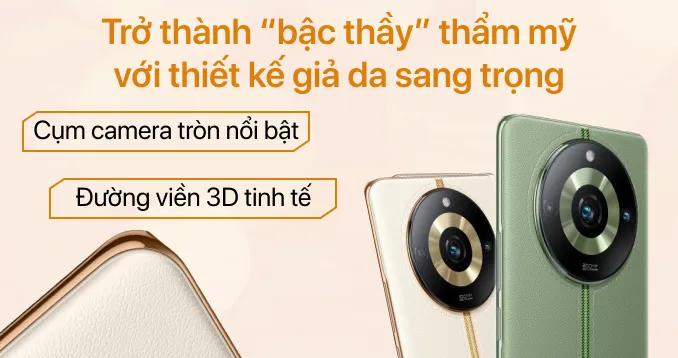 Trở thành “bậc thầy” thẩm mỹ
với thiết kế giả da sang trọng
Cụm camera tròn nổi bật
Đường viền 3D tinh tế